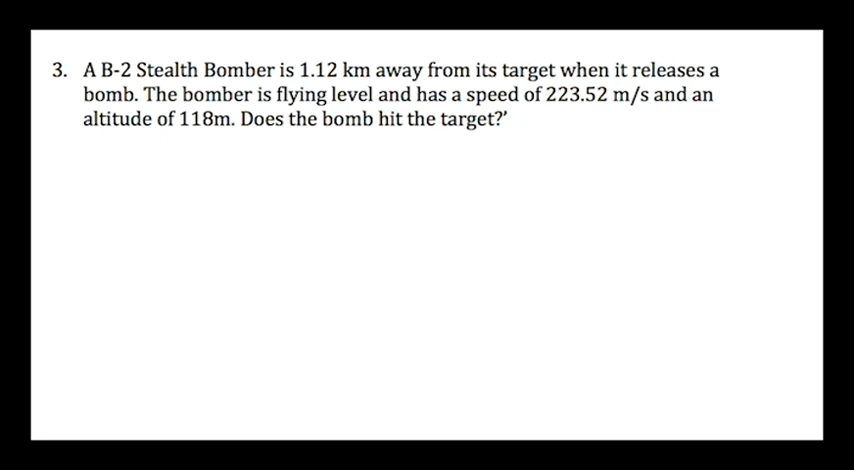 3. A B-2 Stealth Bomber is 1.12 km away from its target when it releases a
bomb. The bomber is flying level and has a speed of 223.52 m/s and an
altitude of 118m. Does the bomb hit the target?’